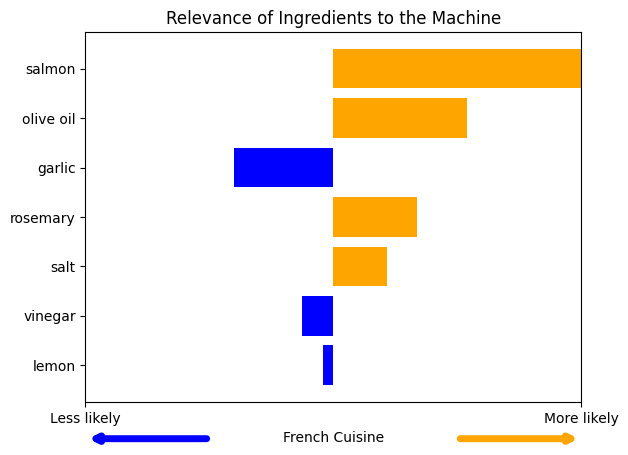 Relevance of Ingredients to the Machine
salmon
olive oil
garlic
rosemary
salt
vinegar
lemon
Less likely
More likely
French Cuisine